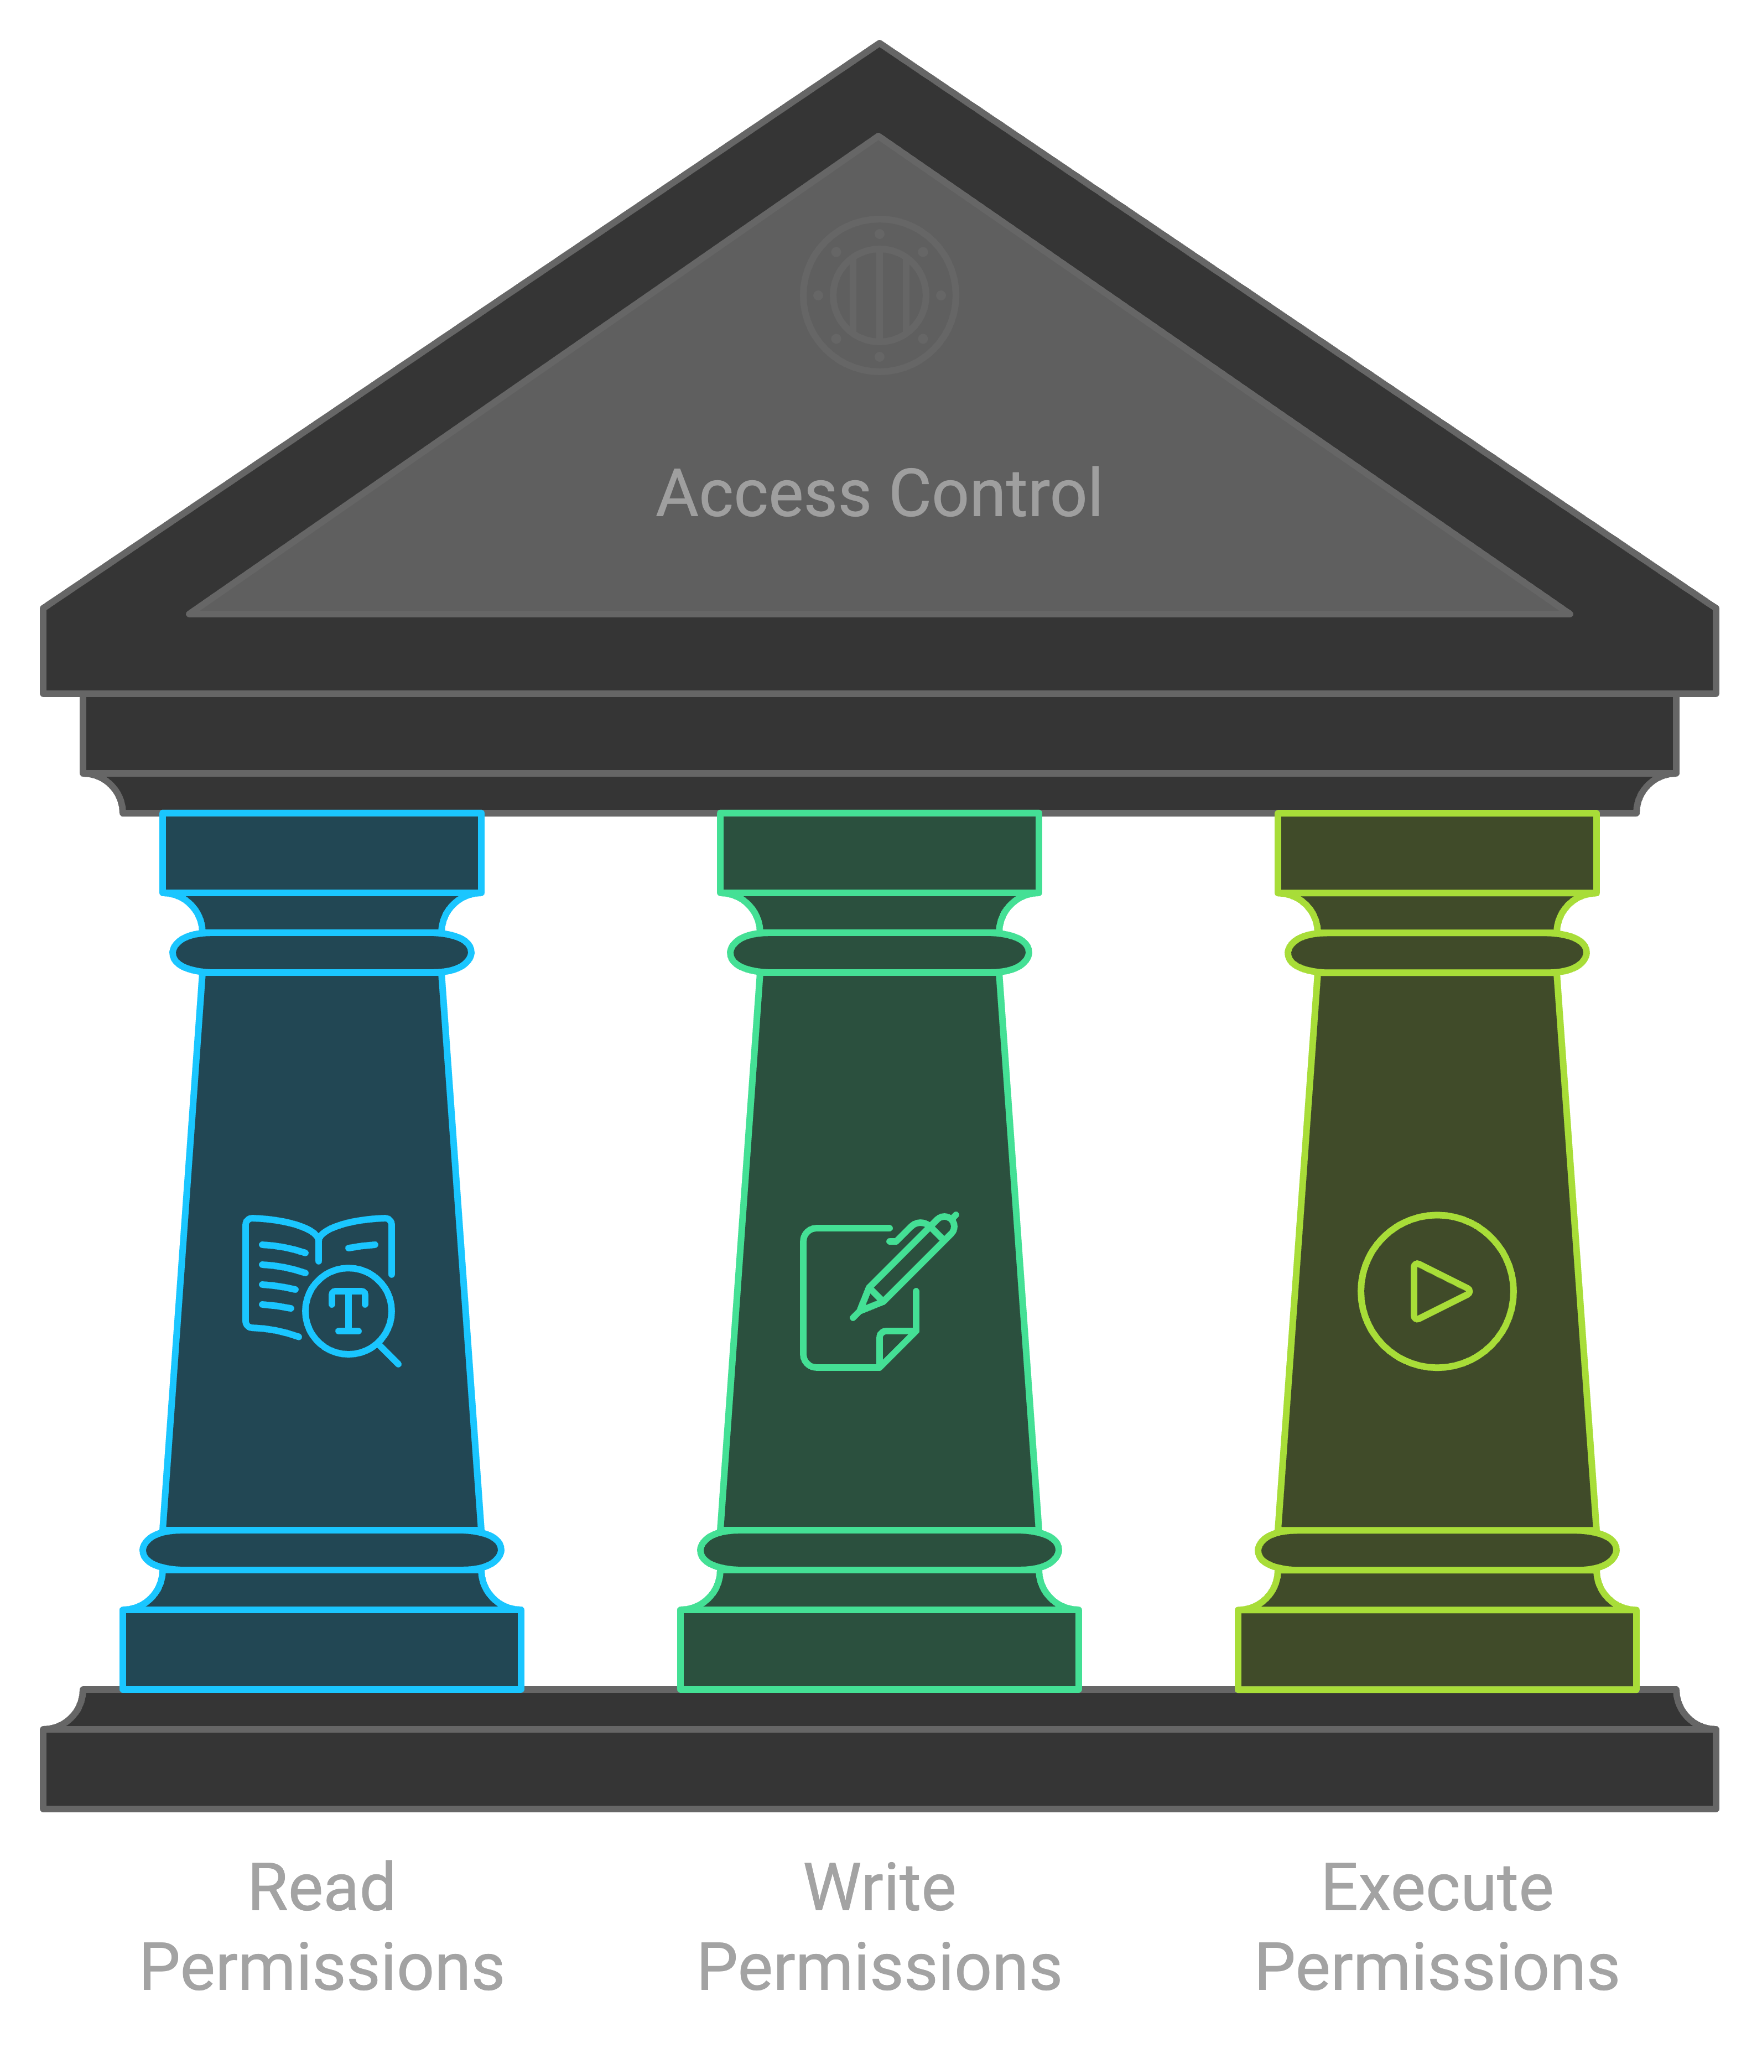 Access Control
Read
Permissions
Write
Permissions
Execute
Permissions